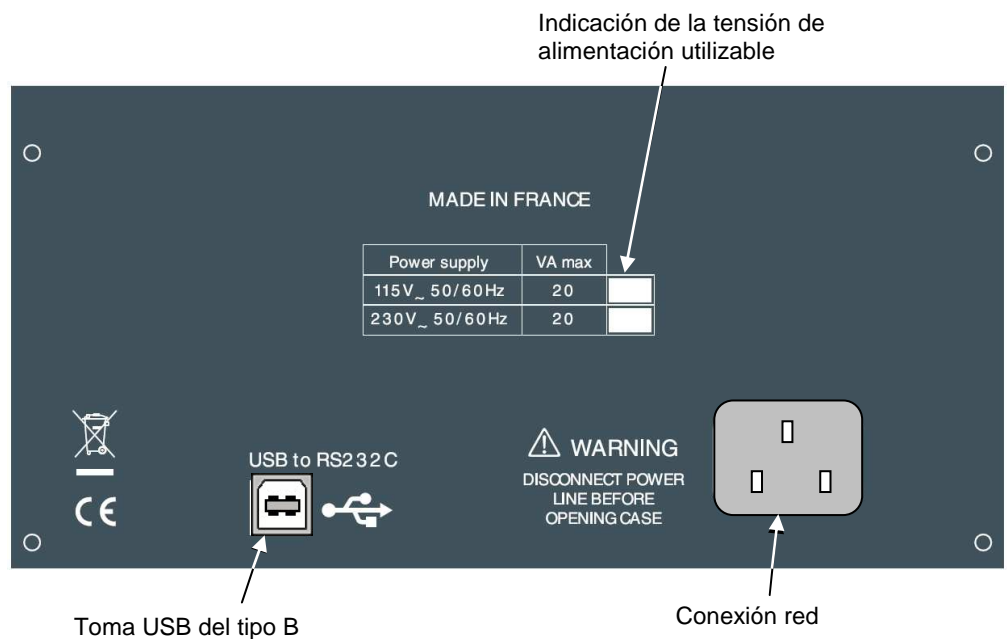 Indicación de la tensión de
alimentación utilizable
MADE IN FRANCE
Power supply VA max
115V~ 50/60Hz 20
230V~ 50/60Hz 20
USB to RS232C
WARNING
DISCONNECT POWER
LINE BEFORE
OPENING CASE
CE
Toma USB del tipo B
Conexión red